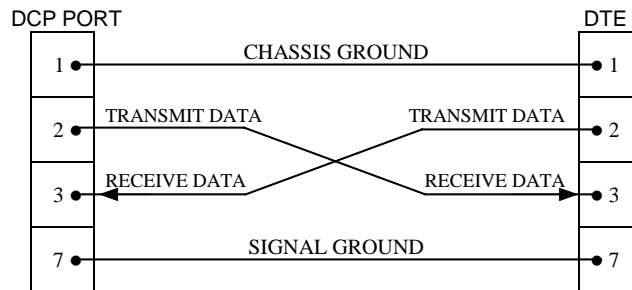 DCP PORT DTE
1 CHASSIS GROUND 1
2 TRANSMIT DATA TRANSMIT DATA 2
3 RECEIVE DATA RECEIVE DATA 3
7 SIGNAL GROUND 7